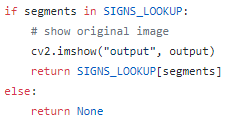 if segments in SIGNS_LOOKUP:
    # show original image
    cv2.imshow("output", output)
    return SIGNS_LOOKUP[segments]
else:
    return None